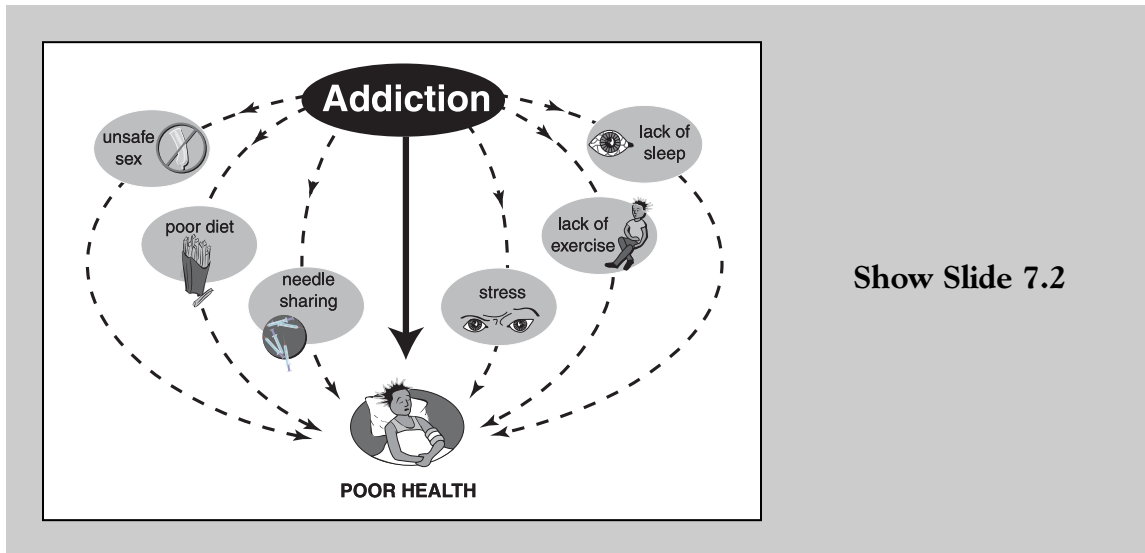 Addiction
unsafe
sex
lack of
sleep
poor diet
lack of
exercise
needle
sharing
stress
POOR HEALTH
Show Slide 7.2